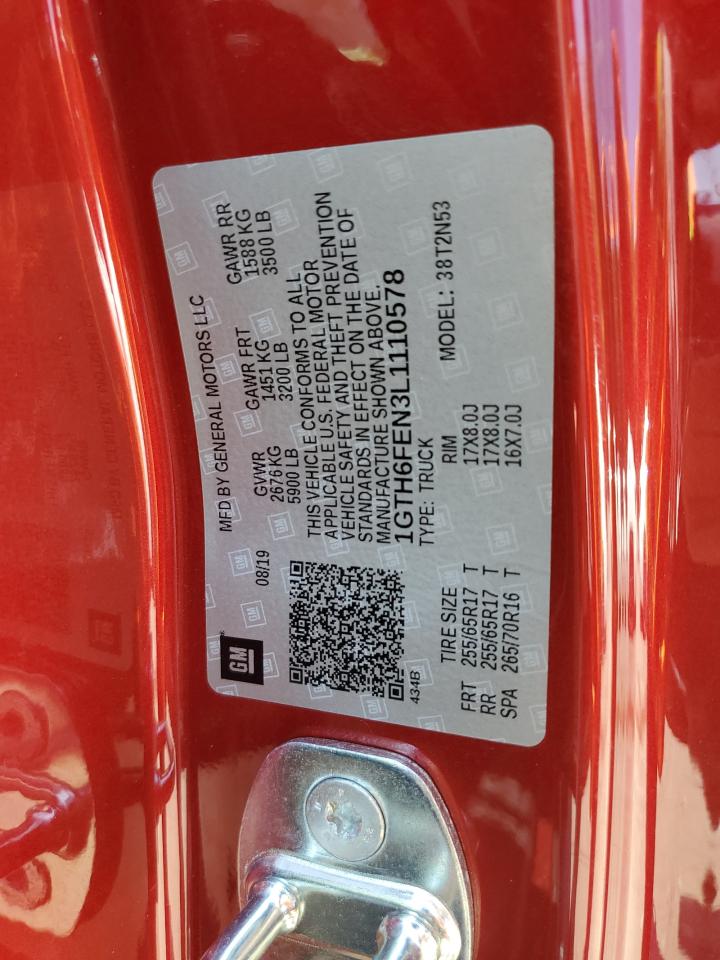 GM
MFD BY GENERAL MOTORS LLC
08/19 GVWR GAWR FRT GAWR RR
2676 KG 1451 KG 1588 KG
5900 LB 3200 LB 3500 LB
THIS VEHICLE CONFORMS TO ALL
APPLICABLE U.S. FEDERAL MOTOR
VEHICLE SAFETY AND THEFT PREVENTION
STANDARDS IN EFFECT ON THE DATE OF
MANUFACTURE SHOWN ABOVE.
1GTH6FEN3L1110578
434B
TYPE: TRUCK MODEL: 38T2N53
TIRE SIZE RIM
FRT 255/65R17 T 17X8.0J
RR 255/65R17 T 17X8.0J
SPA 265/70R16 T 16X7.0J